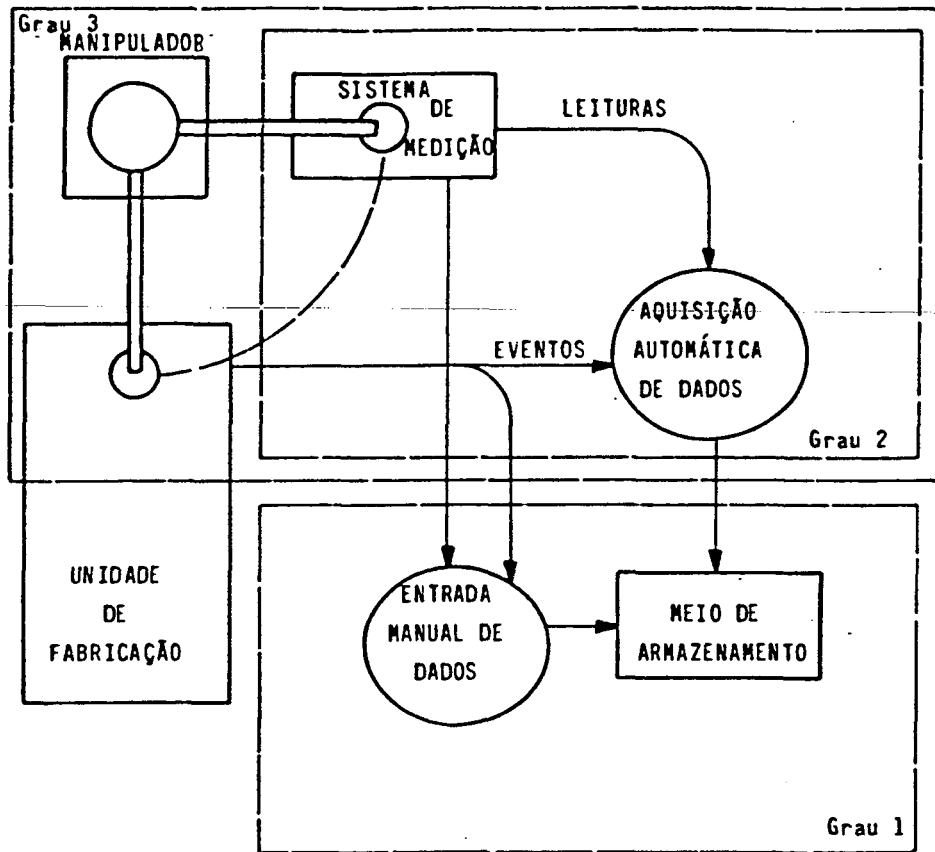 Grau 3
MANIPULADOR
SISTEMA
DE
MEDIÇÃO
LEITURAS
AQUISIÇÃO
AUTOMÁTICA
DE DADOS
EVENTOS
Grau 2
UNIDADE
DE
FABRICAÇÃO
ENTRADA
MANUAL DE
DADOS
MEIO DE
ARMAZENAMENTO
Grau 1